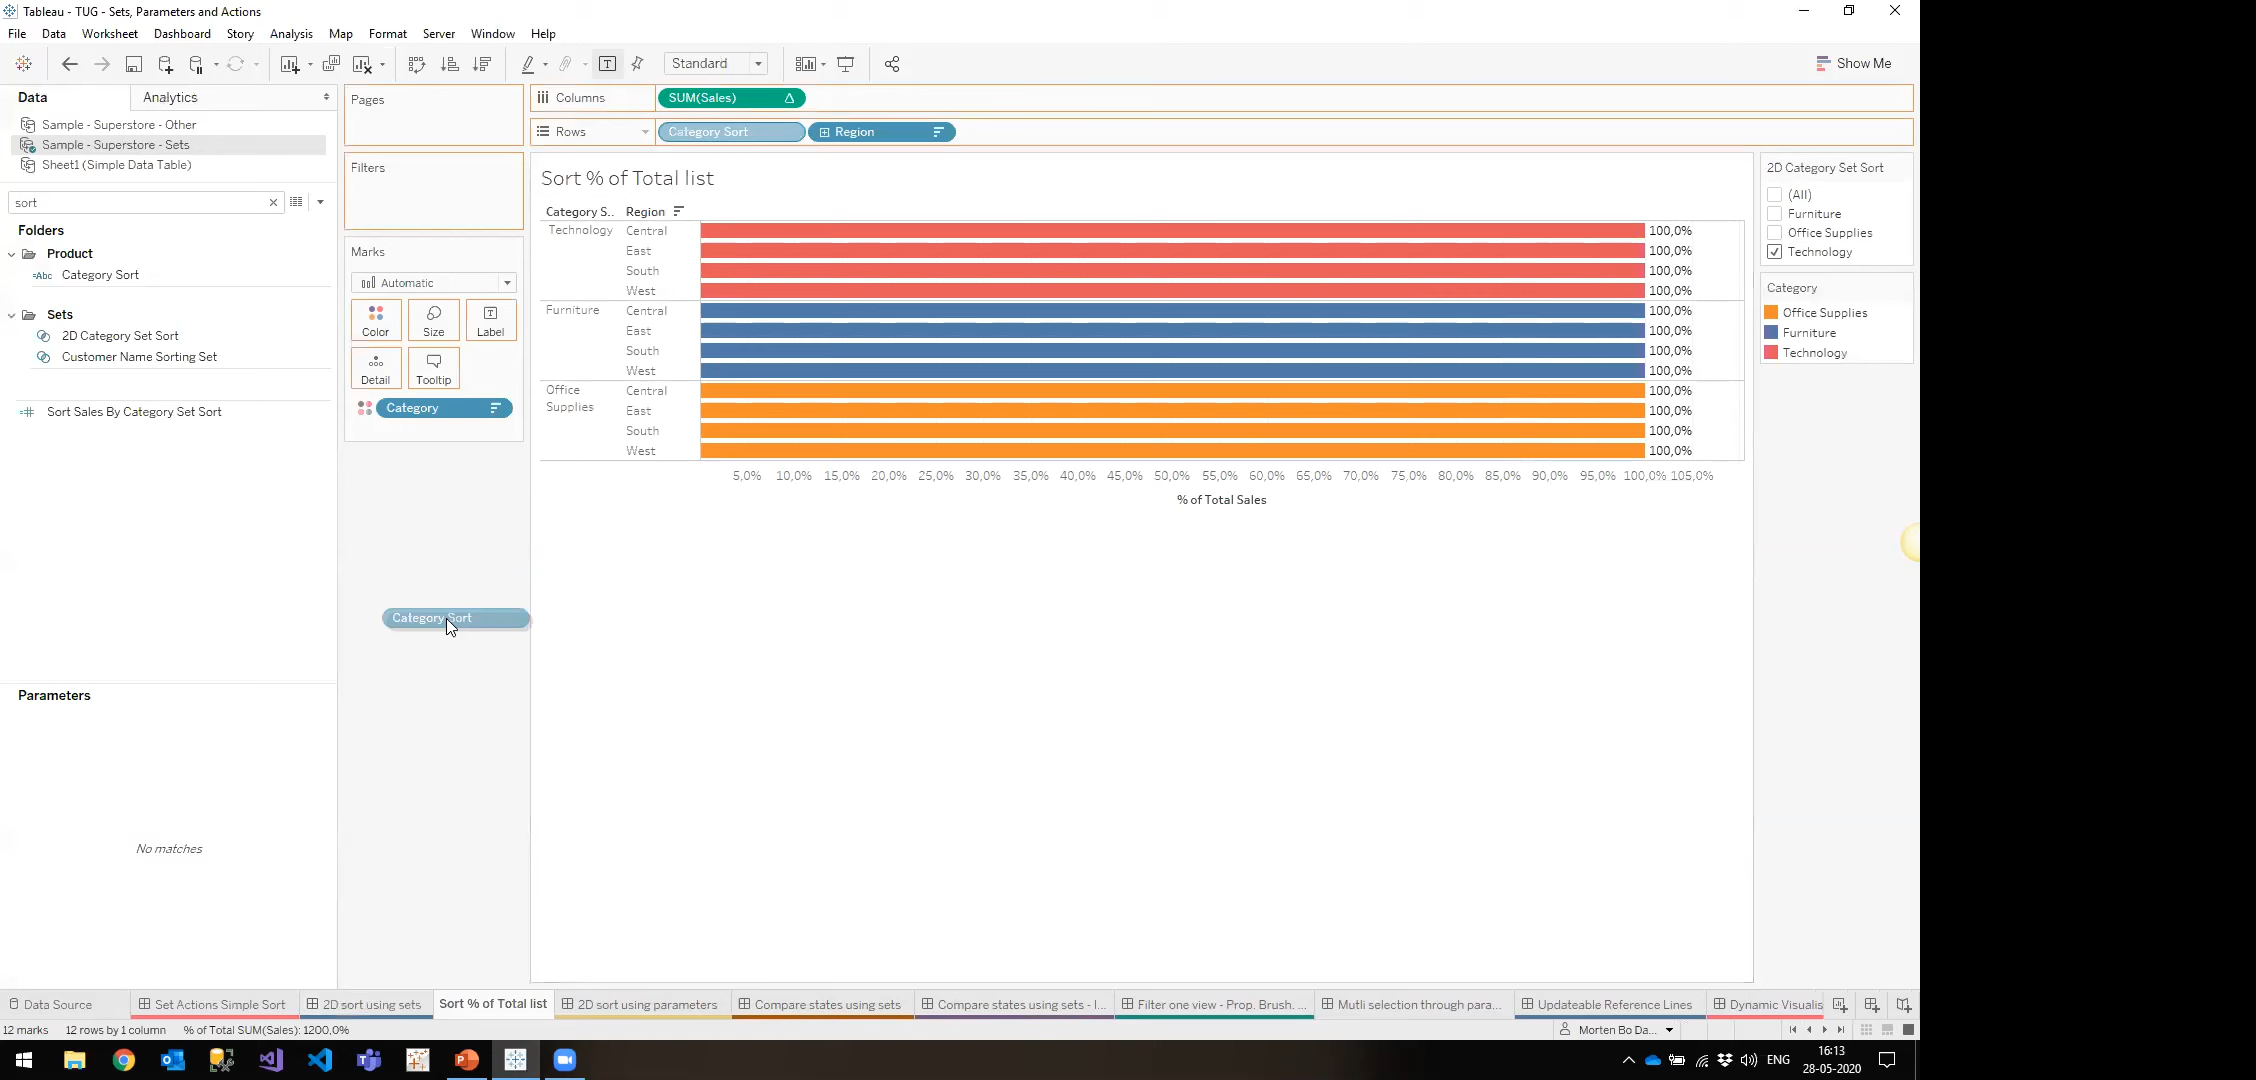 Tableau - TUG - Sets, Parameters and Actions
File Data Worksheet Dashboard Story Analysis Map Format Server Window Help
Standard
Show Me
Data Analytics
Sample - Superstore - Other
Sample - Superstore - Sets
Sheet1 (Simple Data Table)
sort
Folders
Product
Abc Category Sort
Sets
2D Category Set Sort
Customer Name Sorting Set
Sort Sales By Category Set Sort
Parameters
No matches
Pages
Filters
Marks
Automatic
Color Size Label
Detail Tooltip
Category
Category Sort
Columns SUM(Sales)
Rows Category Sort Region
Sort % of Total list
Category S.. Region
Technology Central 100,0%
East 100,0%
South 100,0%
West 100,0%
Furniture Central 100,0%
East 100,0%
South 100,0%
West 100,0%
Office Supplies Central 100,0%
East 100,0%
South 100,0%
West 100,0%
5,0% 10,0% 15,0% 20,0% 25,0% 30,0% 35,0% 40,0% 45,0% 50,0% 55,0% 60,0% 65,0% 70,0% 75,0% 80,0% 85,0% 90,0% 95,0% 100,0% 105,0%
% of Total Sales
2D Category Set Sort
(All)
Furniture
Office Supplies
Technology
Category
Office Supplies
Furniture
Technology
Data Source Set Actions Simple Sort 2D sort using sets Sort % of Total list 2D sort using parameters Compare states using sets Compare states using sets - I... Filter one view - Prop. Brush. ... Mutli selection through para... Updateable Reference Lines Dynamic Visualis
12 marks 12 rows by 1 column % of Total SUM(Sales): 1200,0% Morten Bo Da...
ENG 16:13
28-05-2020